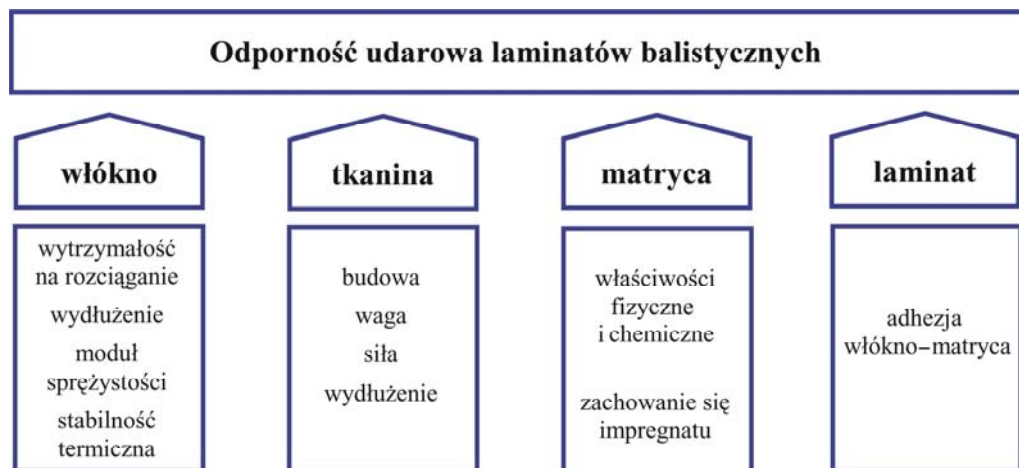 Odporność udarowa laminatów balistycznych
włókno
wytrzymałość
na rozciąganie
wydłużenie
moduł
sprężystości
stabilność
termiczna
tkanina
budowa
waga
siła
wydłużenie
matryca
właściwości
fizyczne
i chemiczne
zachowanie się
impregnatu
laminat
adhezja
włókno–matryca